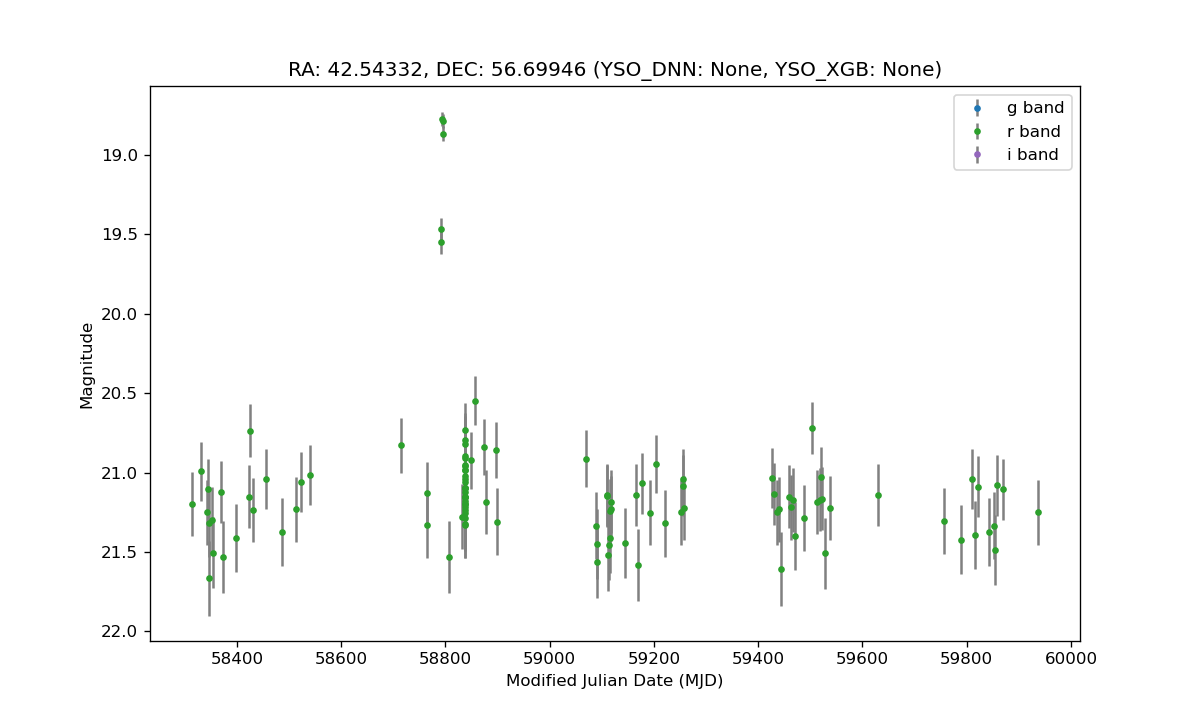 RA: 42.54332, DEC: 56.69946 (YSO_DNN: None, YSO_XGB: None)
g band
r band
i band
19.0
19.5
20.0
20.5
21.0
21.5
22.0
Magnitude
58400 58600 58800 59000 59200 59400 59600 59800 60000
Modified Julian Date (MJD)